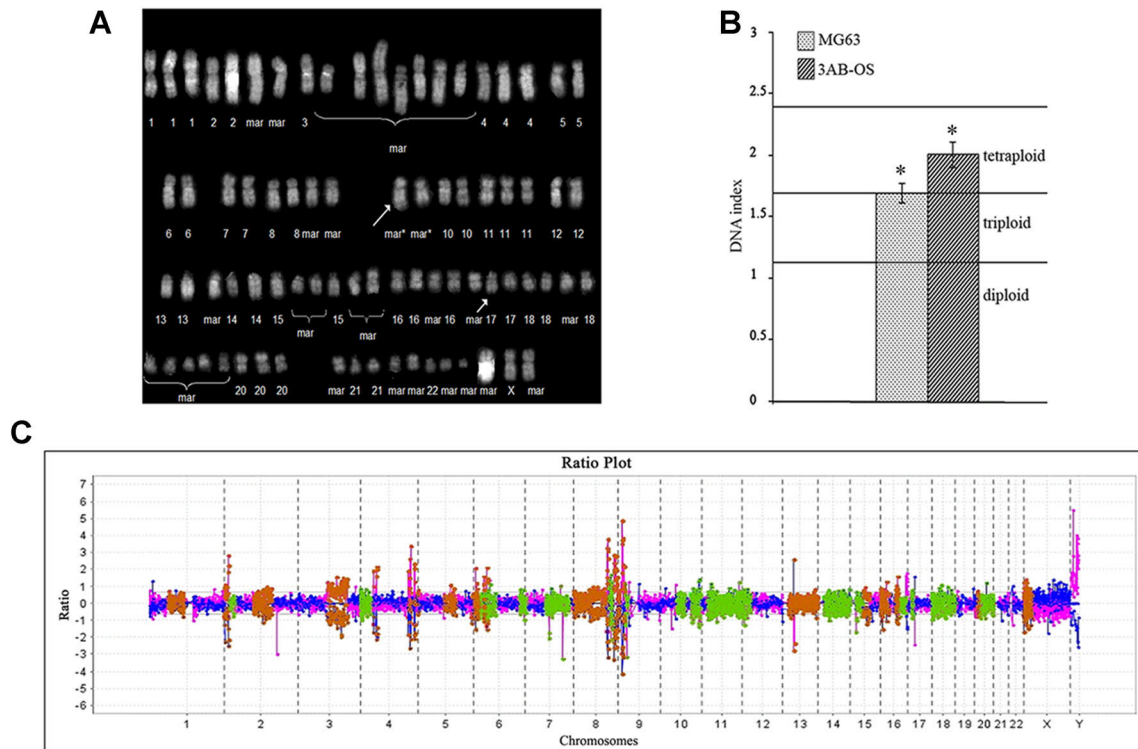 A
1 1 1 2 2 mar mar 3 4 4 4 5 5
mar
6 6 7 7 8 8 mar mar mar* mar* 10 10 11 11 11 12 12
13 13 mar 14 14 15 mar 15 mar 16 16 mar 16 mar 17 17 18 18 mar 18
mar 20 20 20 mar 21 21 mar mar 22 mar mar mar X mar
B
3
MG63
3AB-OS
2.5
2
1.5
1
0.5
0
DNA index
* *
tetraploid
triploid
diploid
C
Ratio Plot
7
6
5
4
3
2
1
0
-1
-2
-3
-4
-5
-6
Ratio
1 2 3 4 5 6 7 8 9 10 11 12 13 14 15 16 17 18 19 20 21 22 X Y
Chromosomes